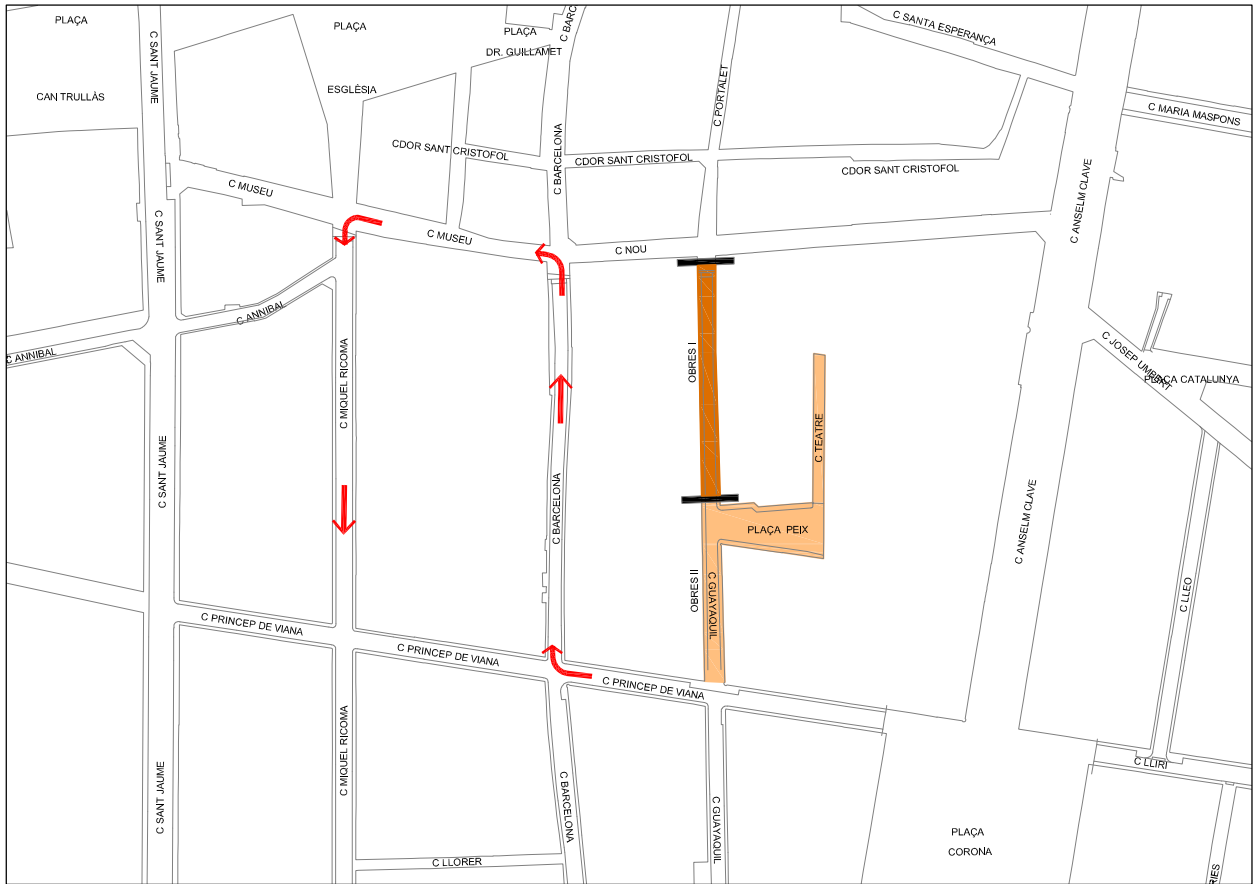 PLAÇA
CAN TRULLÀS
C SANT JAUME
PLAÇA
ESGLÉSIA
PLAÇA
DR. GUILLAMET
C BARC
C PORTALET
C SANTA ESPERANÇA
C MARIA MASPONS
CDOR SANT CRISTOFOL
CDOR SANT CRISTOFOL
CDOR SANT CRISTOFOL
C BARCELONA
C ANSELM CLAVE
C MUSEU
C SANT JAUME
C MUSEU
C NOU
C ANNIBAL
C ANNIBAL
C MIQUEL RICOMA
OBRES I
C JOSEP UMBERT
PLAÇA CATALUNYA
C TEATRE
C SANT JAUME
C BARCELONA
PLAÇA PEIX
C ANSELM CLAVE
OBRES II
C GUAYAQUIL
C LLEO
C PRINCEP DE VIANA
C PRINCEP DE VIANA
C PRINCEP DE VIANA
C MIQUEL RICOMA
C SANT JAUME
C BARCELONA
C GUAYAQUIL
C LLIRI
PLAÇA
CORONA
C LLORER
RIES